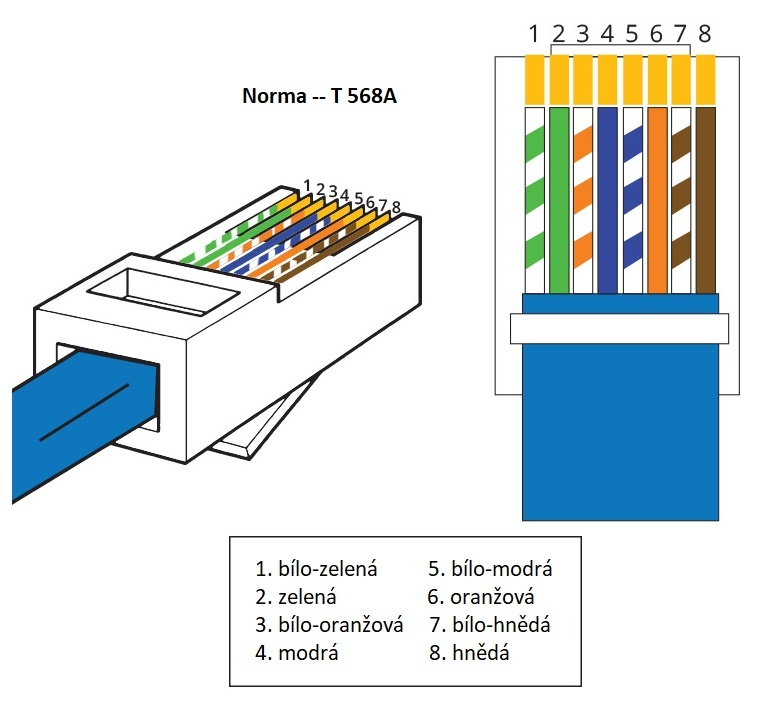 1 2 3 4 5 6 7 8
Norma -- T 568A
1 2 3 4 5 6 7 8
1. bílo-zelená
2. zelená
3. bílo-oranžová
4. modrá
5. bílo-modrá
6. oranžová
7. bílo-hnědá
8. hnědá